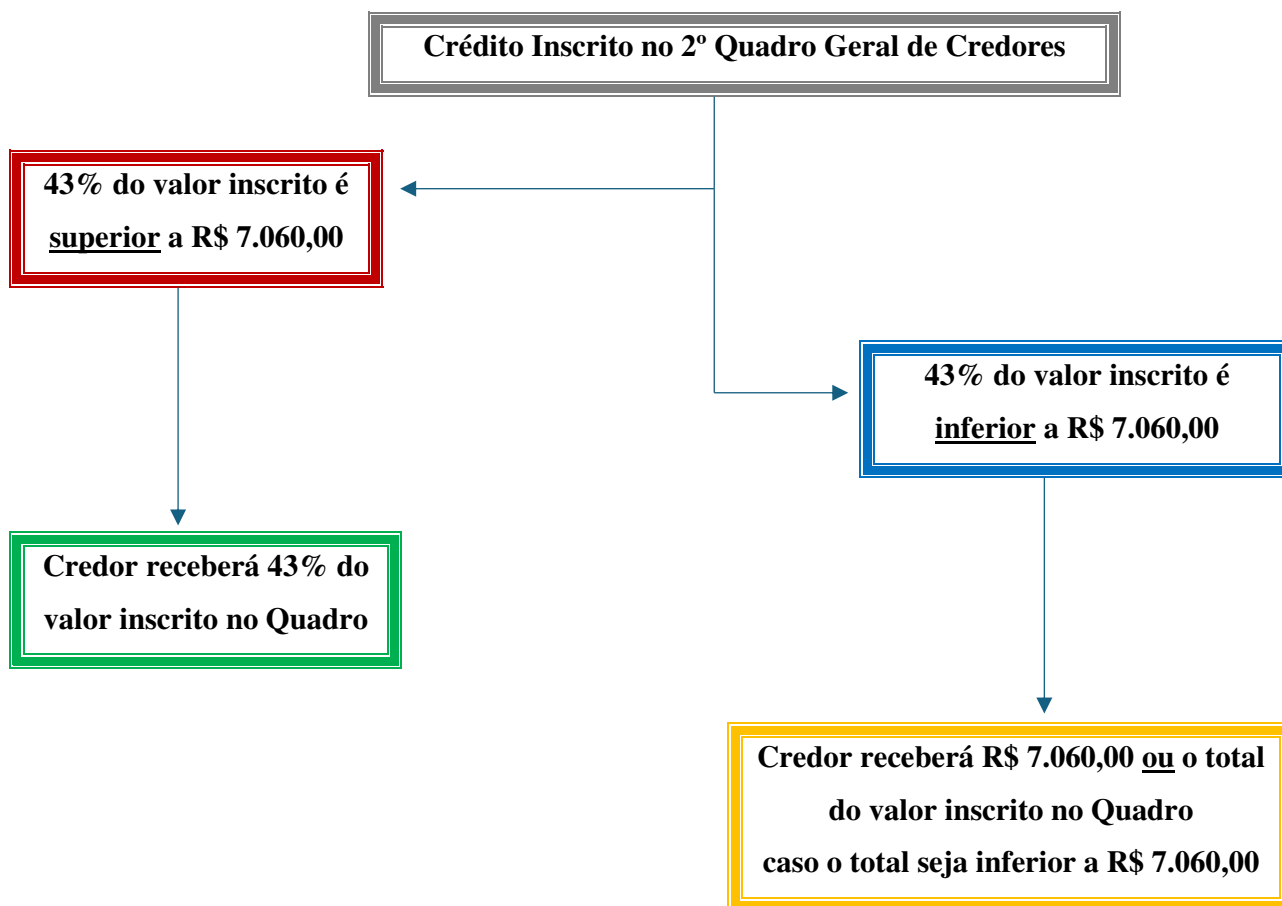 Crédito Inscrito no 2º Quadro Geral de Credores
43% do valor inscrito é
superior a R$ 7.060,00
43% do valor inscrito é
inferior a R$ 7.060,00
Credor receberá 43% do
valor inscrito no Quadro
Credor receberá R$ 7.060,00 ou o total
do valor inscrito no Quadro
caso o total seja inferior a R$ 7.060,00